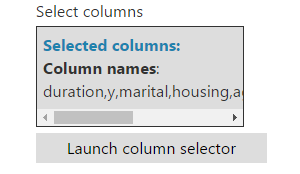 Select columns
Selected columns:
Column names:
duration,y,marital,housing,
Launch column selector